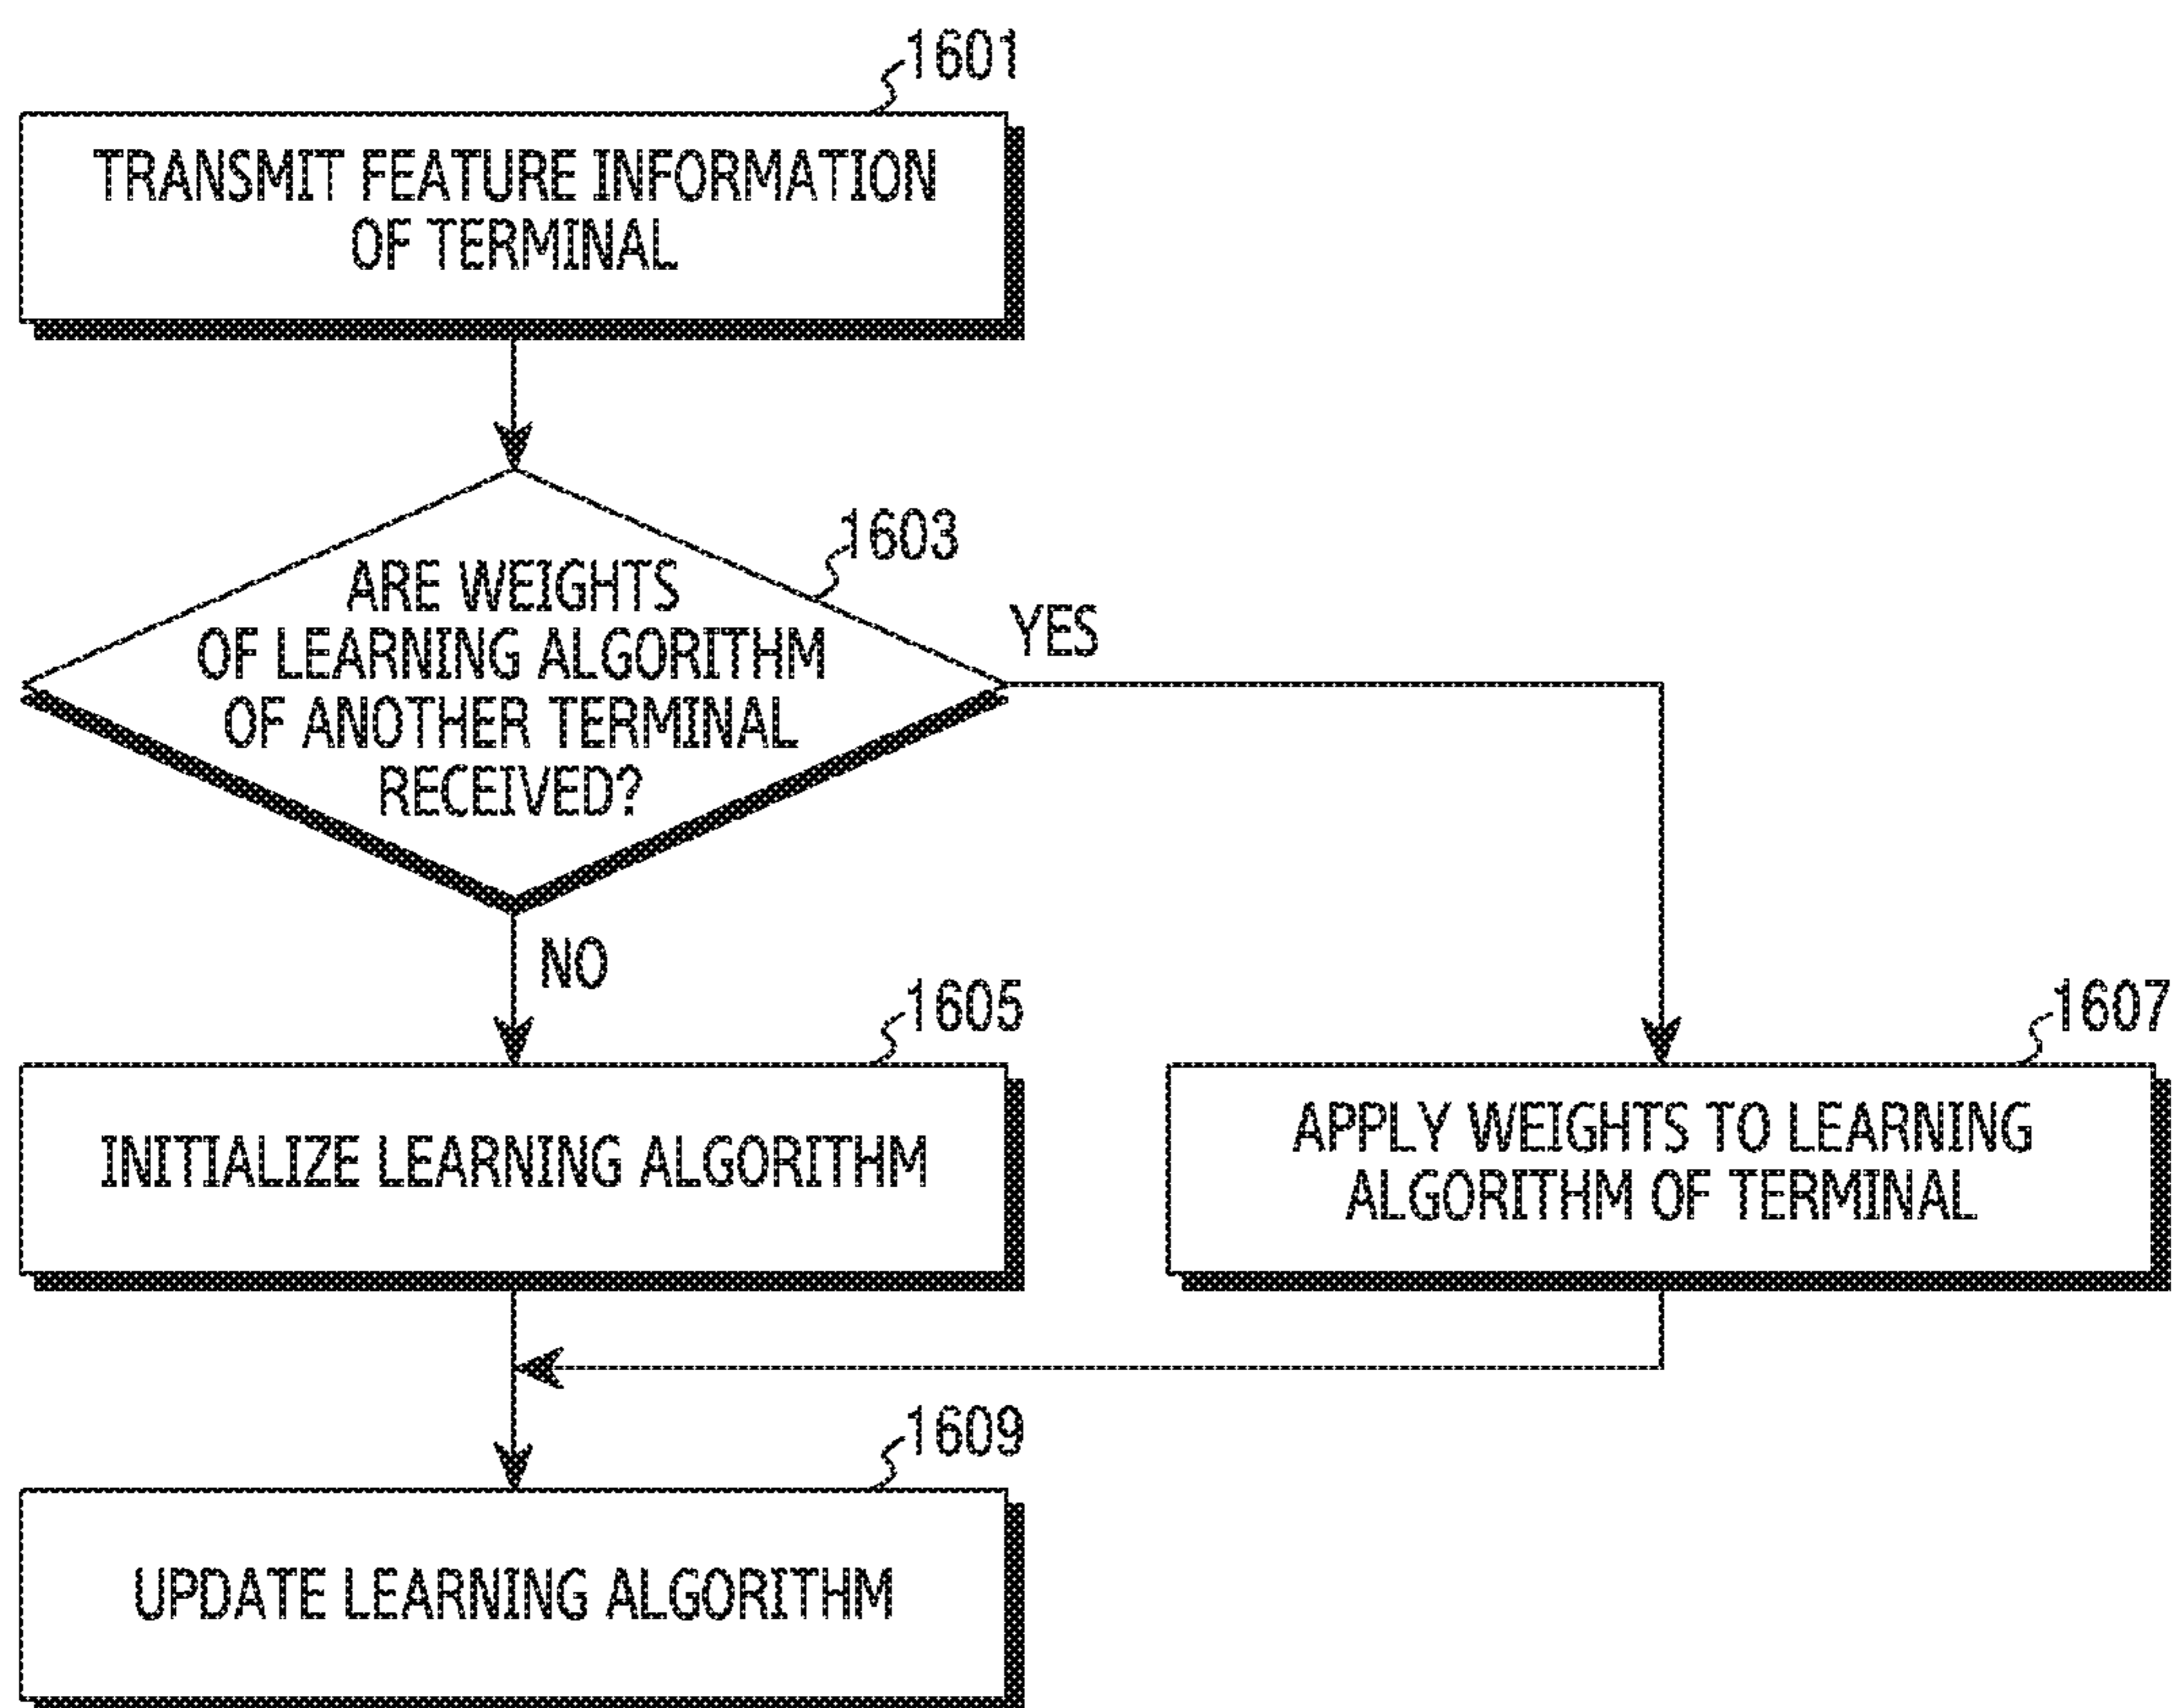 1601
TRANSMIT FEATURE INFORMATION
OF TERMINAL
1603
ARE WEIGHTS
OF LEARNING ALGORITHM
OF ANOTHER TERMINAL
RECEIVED?
YES
NO
1605
INITIALIZE LEARNING ALGORITHM
1607
APPLY WEIGHTS TO LEARNING
ALGORITHM OF TERMINAL
1609
UPDATE LEARNING ALGORITHM